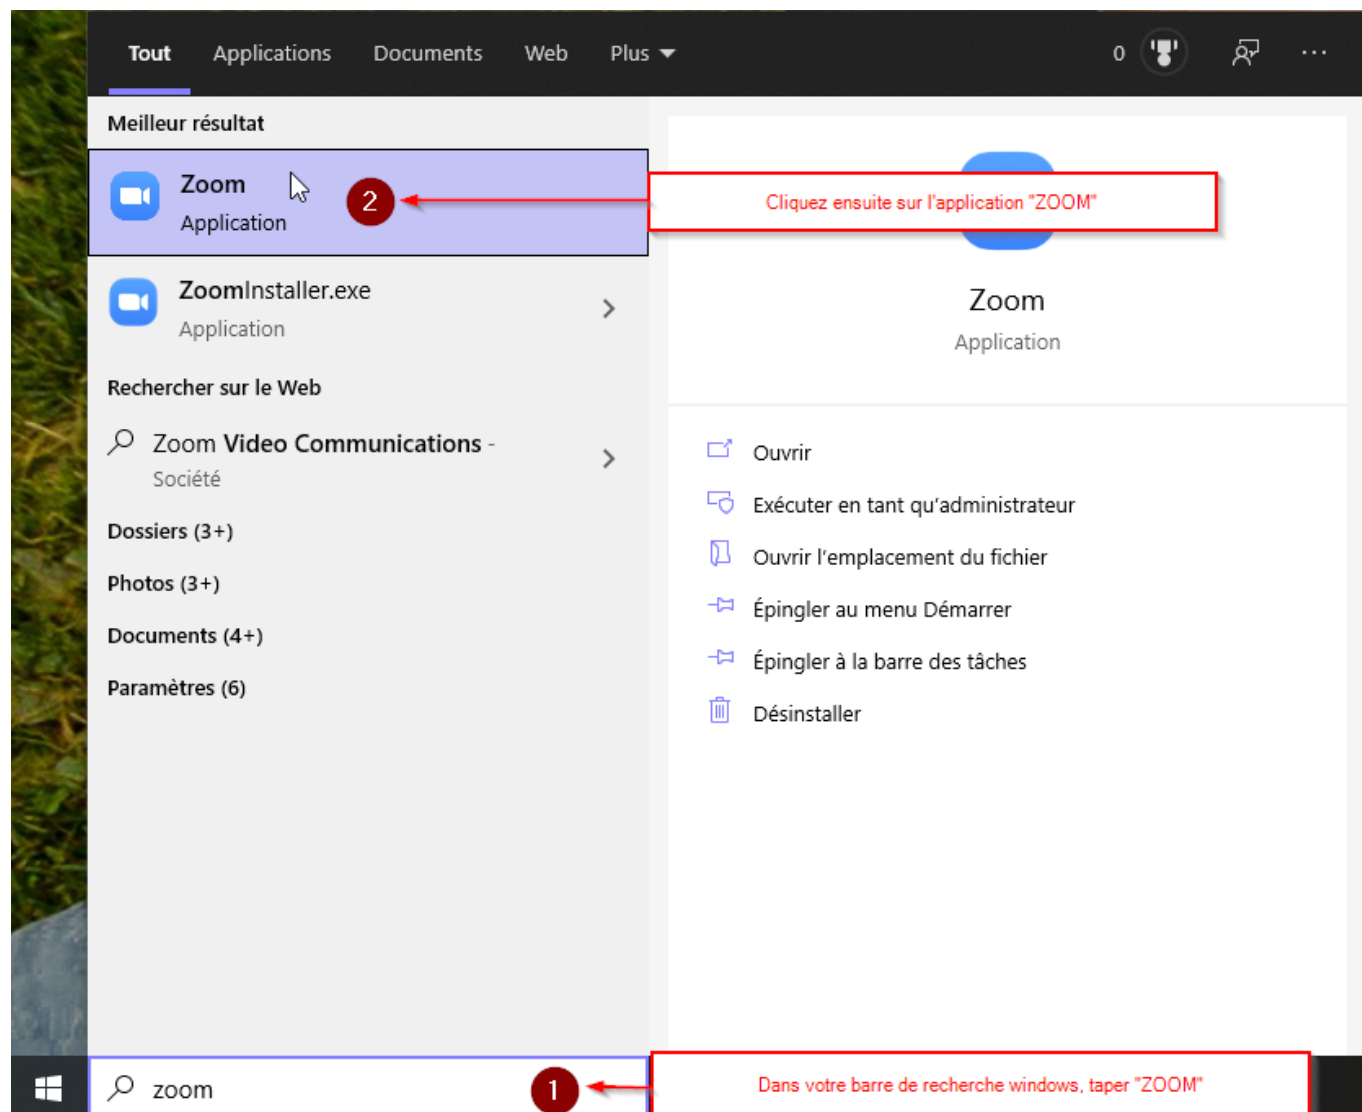 Tout Applications Documents Web Plus 0 ...
Meilleur résultat
Zoom
Application
2
Cliquez ensuite sur l'application "ZOOM"
ZoomInstaller.exe
Application
Rechercher sur le Web
Zoom Video Communications -
Société
Dossiers (3+)
Photos (3+)
Documents (4+)
Paramètres (6)
Zoom
Application
Ouvrir
Exécuter en tant qu'administrateur
Ouvrir l'emplacement du fichier
Épingler au menu Démarrer
Épingler à la barre des tâches
Désinstaller
zoom
1
Dans votre barre de recherche windows, taper "ZOOM"